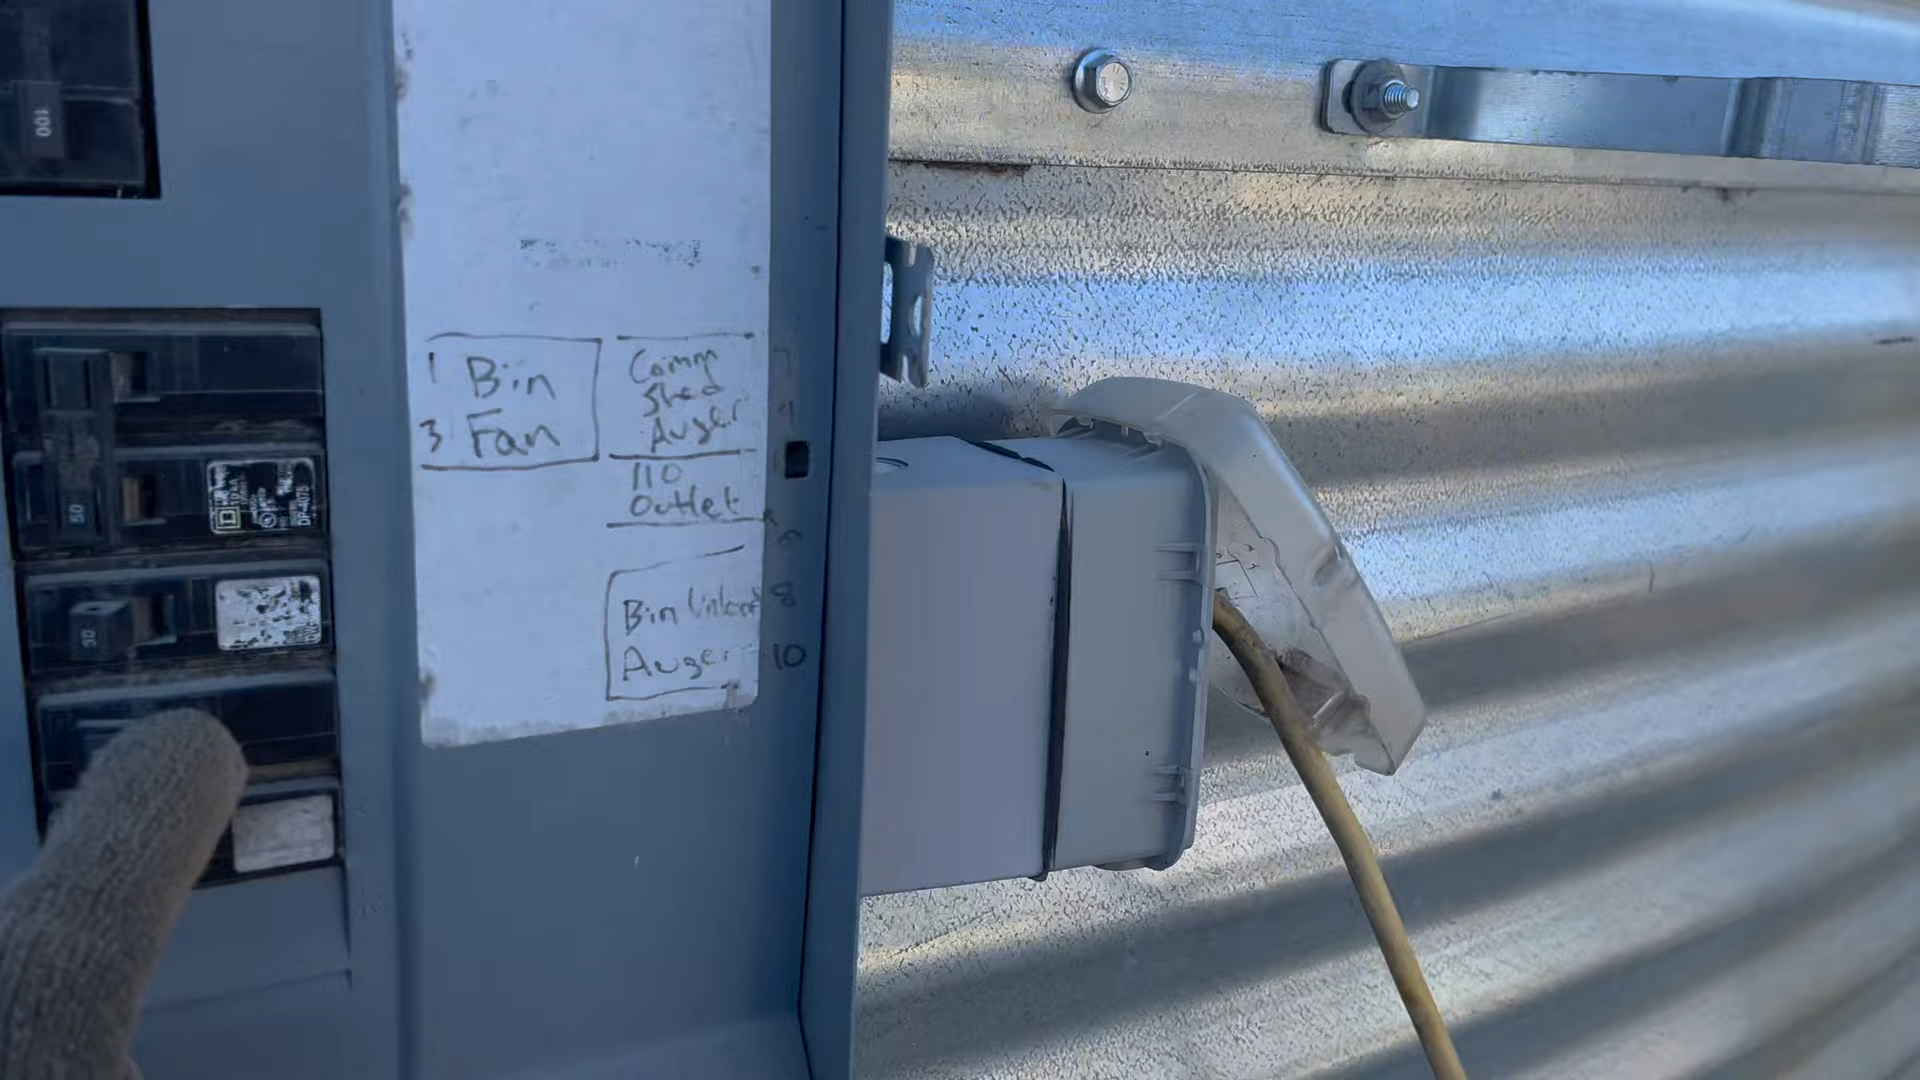 100
1 Bin
3 Fan
Comm
Shed
Auger
110
Outlet
Bin Unload 8
Auger 10
50
30